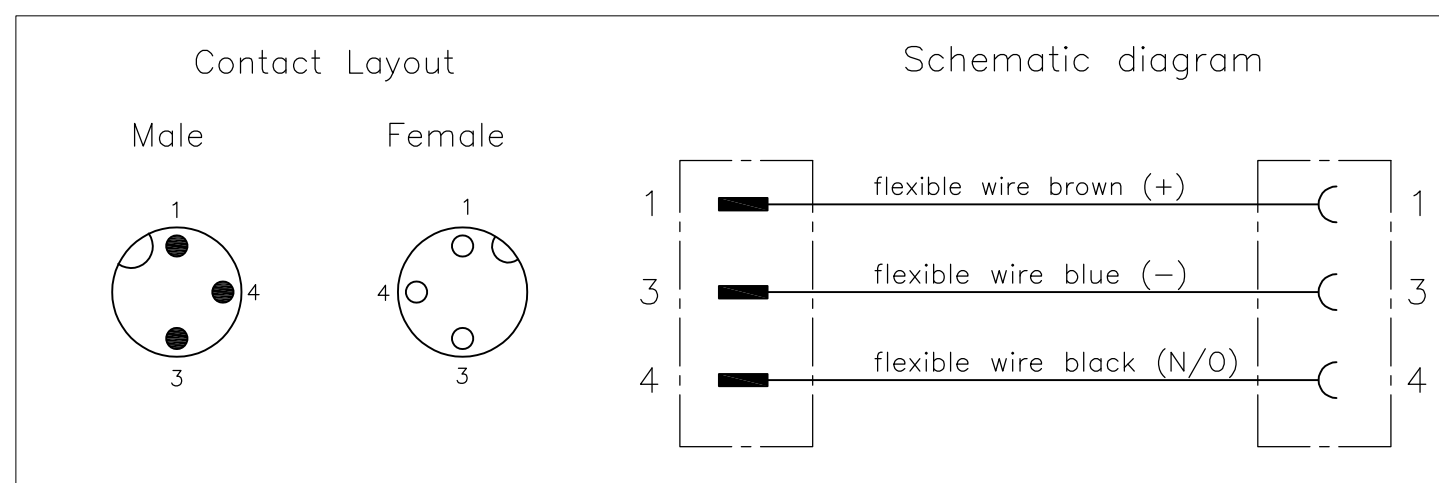 Contact Layout
Male
Female
1
4
3
1
4
3
Schematic diagram
1 flexible wire brown (+) 1
3 flexible wire blue (-) 3
4 flexible wire black (N/O) 4